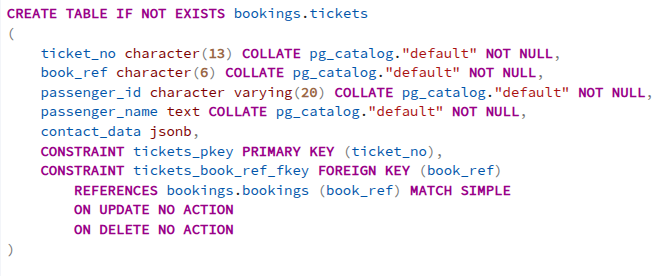 CREATE TABLE IF NOT EXISTS bookings.tickets
(
    ticket_no character(13) COLLATE pg_catalog."default" NOT NULL,
    book_ref character(6) COLLATE pg_catalog."default" NOT NULL,
    passenger_id character varying(20) COLLATE pg_catalog."default" NOT NULL,
    passenger_name text COLLATE pg_catalog."default" NOT NULL,
    contact_data jsonb,
    CONSTRAINT tickets_pkey PRIMARY KEY (ticket_no),
    CONSTRAINT tickets_book_ref_fkey FOREIGN KEY (book_ref)
        REFERENCES bookings.bookings (book_ref) MATCH SIMPLE
        ON UPDATE NO ACTION
        ON DELETE NO ACTION
)